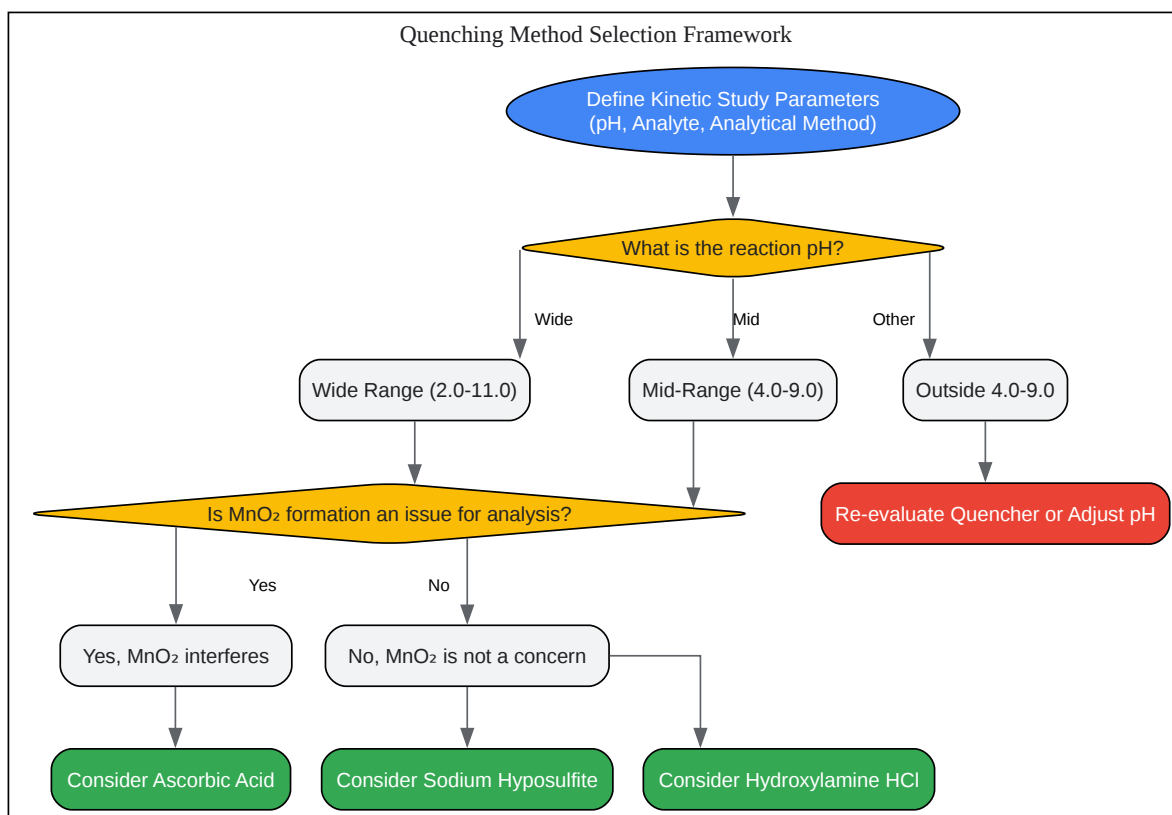 Quenching Method Selection Framework
Define Kinetic Study Parameters
(pH, Analyte, Analytical Method)
What is the reaction pH?
Wide
Mid
Other
Wide Range (2.0-11.0)
Mid-Range (4.0-9.0)
Outside 4.0-9.0
Is MnO₂ formation an issue for analysis?
Re-evaluate Quencher or Adjust pH
Yes
No
Yes, MnO₂ interferes
No, MnO₂ is not a concern
Consider Ascorbic Acid
Consider Sodium Hyposulfite
Consider Hydroxylamine HCl